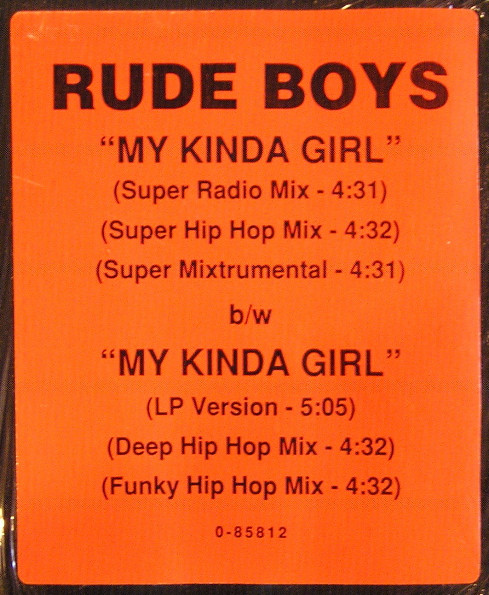 RUDE BOYS
“MY KINDA GIRL”
(Super Radio Mix - 4:31)
(Super Hip Hop Mix - 4:32)
(Super Mixtrumental - 4:31)
b/w
“MY KINDA GIRL”
(LP Version - 5:05)
(Deep Hip Hop Mix - 4:32)
(Funky Hip Hop Mix - 4:32)
0-85812